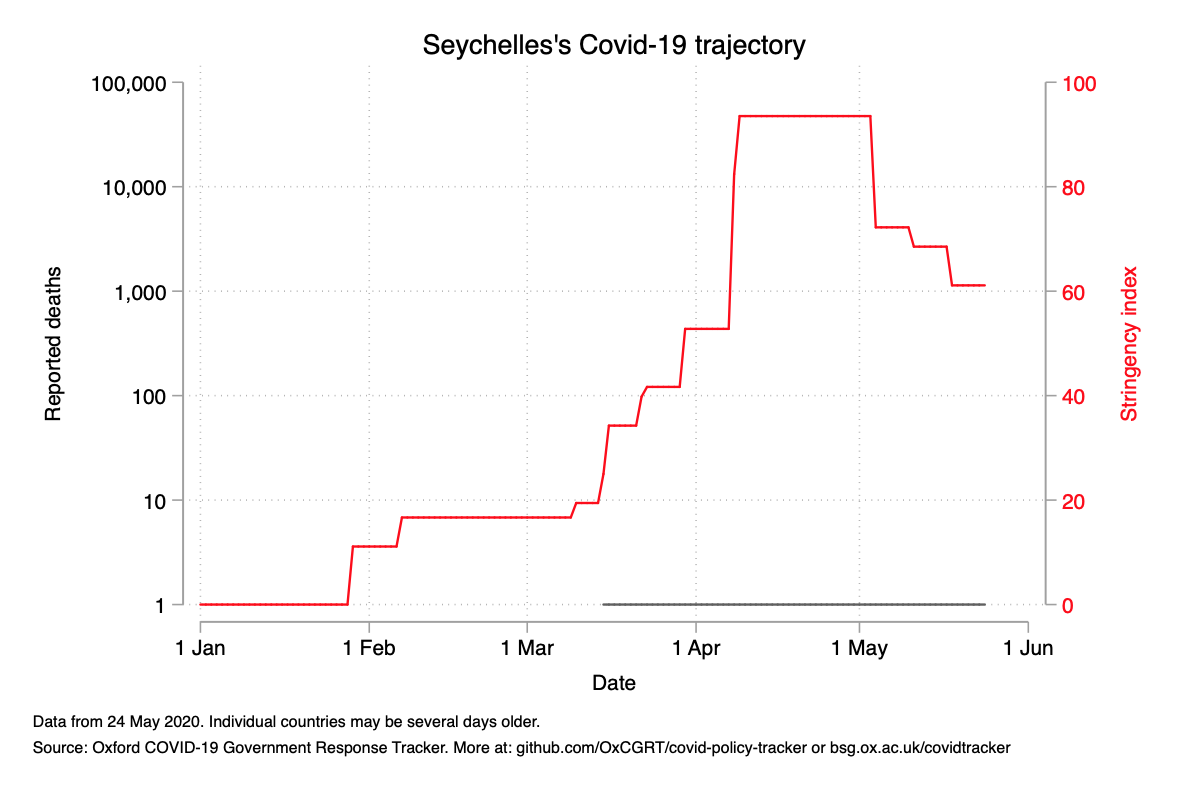 Seychelles's Covid-19 trajectory
100,000
10,000
1,000
100
10
1
Reported deaths
100
80
60
40
20
0
Stringency index
1 Jan
1 Feb
1 Mar
1 Apr
1 May
1 Jun
Date
Data from 24 May 2020. Individual countries may be several days older.
Source: Oxford COVID-19 Government Response Tracker. More at: github.com/OxCGRT/covid-policy-tracker or bsg.ox.ac.uk/covidtracker